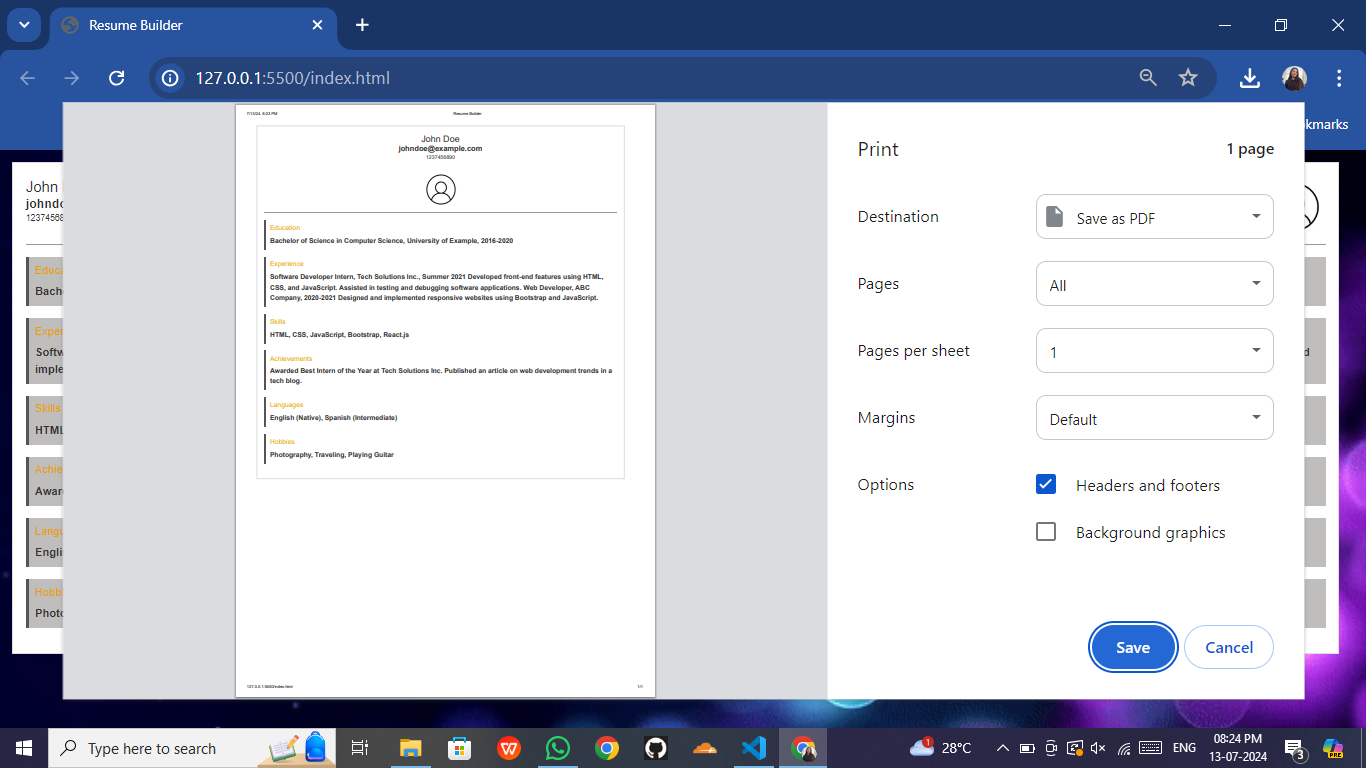 Resume Builder
127.0.0.1:5500/index.html
kmarks
John
johndo
12374568
Educa
Bach
Exper
Softw
imple
d
Skills
HTML
Achie
Awar
Langu
Engli
Hobb
Photo
7/13/24, 8:23 PM
Resume Builder
John Doe
johndoe@example.com
1237456890
Education
Bachelor of Science in Computer Science, University of Example, 2016-2020
Experience
Software Developer Intern, Tech Solutions Inc., Summer 2021 Developed front-end features using HTML,
CSS, and JavaScript. Assisted in testing and debugging software applications. Web Developer, ABC
Company, 2020-2021 Designed and implemented responsive websites using Bootstrap and JavaScript.
Skills
HTML, CSS, JavaScript, Bootstrap, React.js
Achievements
Awarded Best Intern of the Year at Tech Solutions Inc. Published an article on web development trends in a
tech blog.
Languages
English (Native), Spanish (Intermediate)
Hobbies
Photography, Traveling, Playing Guitar
127.0.0.1:5500/index.html
1/1
Print
1 page
Destination
Save as PDF
Pages
All
Pages per sheet
1
Margins
Default
Options
Headers and footers
Background graphics
Save
Cancel
Type here to search
W
1
28°C
ENG
08:24 PM
13-07-2024
3
PRE